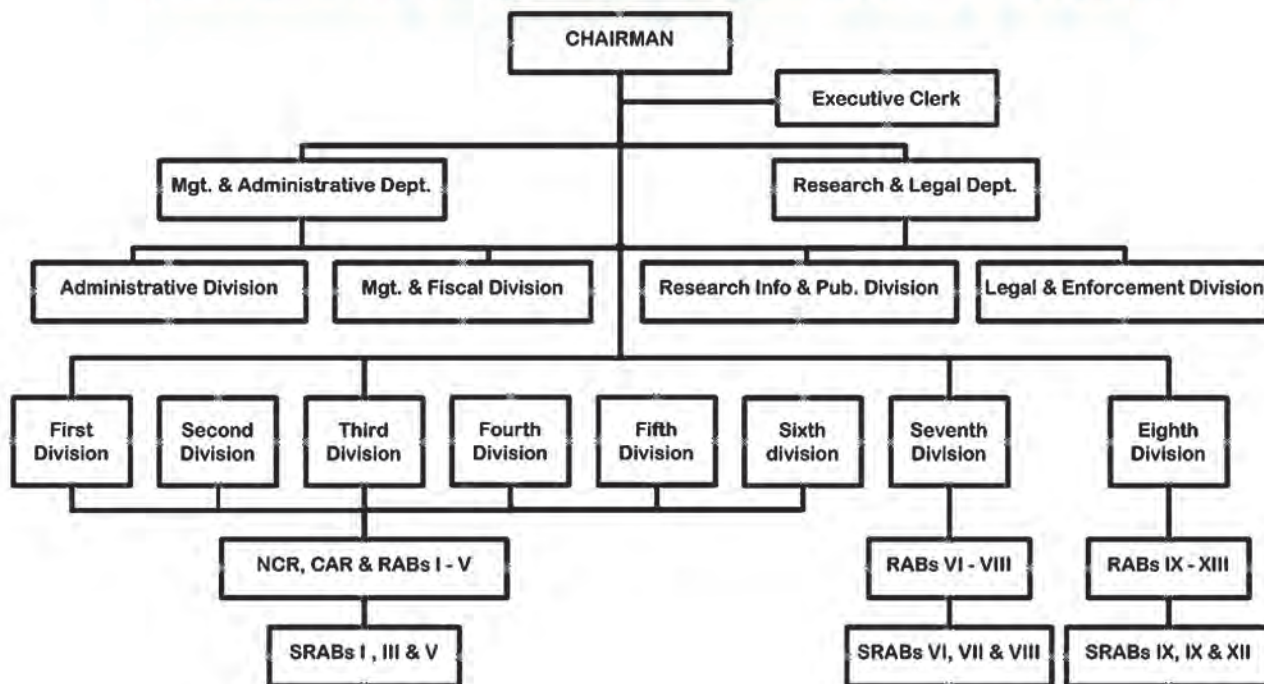 CHAIRMAN
Executive Clerk
Mgt. & Administrative Dept.
Research & Legal Dept.
Administrative Division
Mgt. & Fiscal Division
Research Info & Pub. Division
Legal & Enforcement Division
First
Division
Second
Division
Third
Division
Fourth
Division
Fifth
Division
Sixth
division
Seventh
Division
Eighth
Division
NCR, CAR & RABs I - V
RABs VI - VIII
RABs IX - XIII
SRABs I , III & V
SRABs VI, VII & VIII
SRABs IX, IX & XII